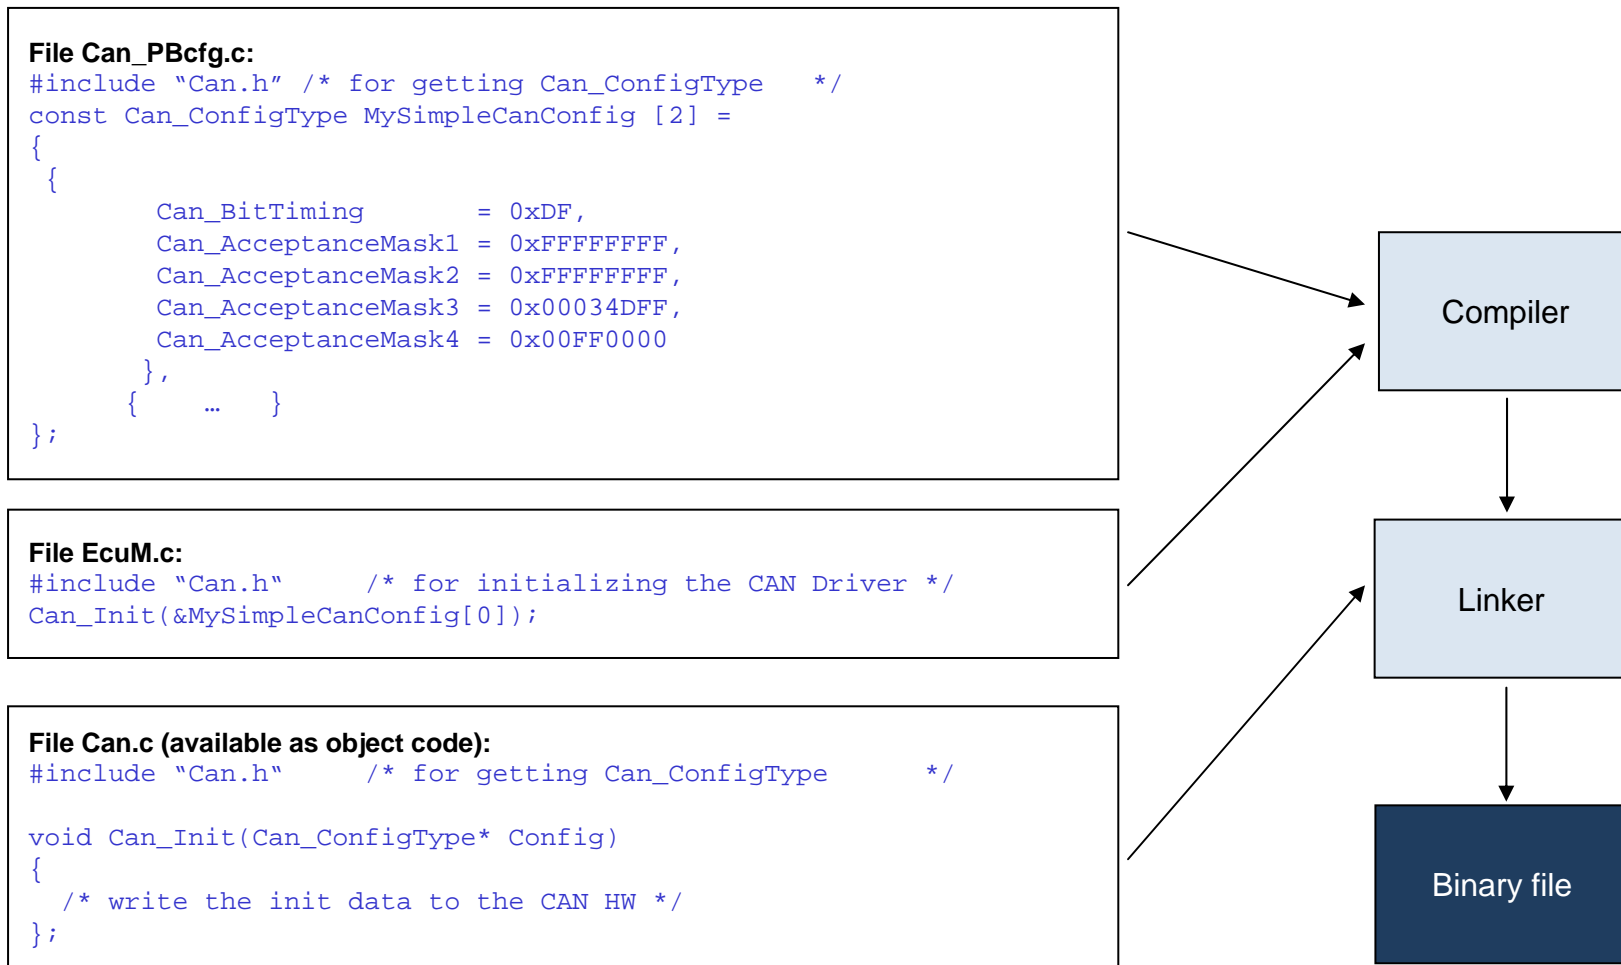 File Can_PBcfg.c:
#include “Can.h” /* for getting Can_ConfigType   */
const Can_ConfigType MySimpleCanConfig [2] =
{
 {
        Can_BitTiming       = 0xDF,
        Can_AcceptanceMask1 = 0xFFFFFFFF,
        Can_AcceptanceMask2 = 0xFFFFFFFF,
        Can_AcceptanceMask3 = 0x00034DFF,
        Can_AcceptanceMask4 = 0x00FF0000
       },
      {    …   }
};
File EcuM.c:
#include “Can.h“     /* for initializing the CAN Driver */
Can_Init(&MySimpleCanConfig[0]);
File Can.c (available as object code):
#include “Can.h“     /* for getting Can_ConfigType      */
void Can_Init(Can_ConfigType* Config)
{
  /* write the init data to the CAN HW */
};
Compiler
Linker
Binary file